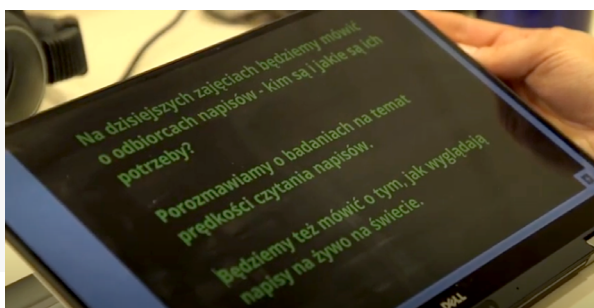 Na dzisiejszych zajęciach będziemy mówić
o odbiorcach napisów - kim są i jakie są ich
potrzeby?
Porozmawiamy o badaniach na temat
prędkości czytania napisów.
Będziemy też mówić o tym, jak wyglądają
napisy na żywo na świecie.
DELL